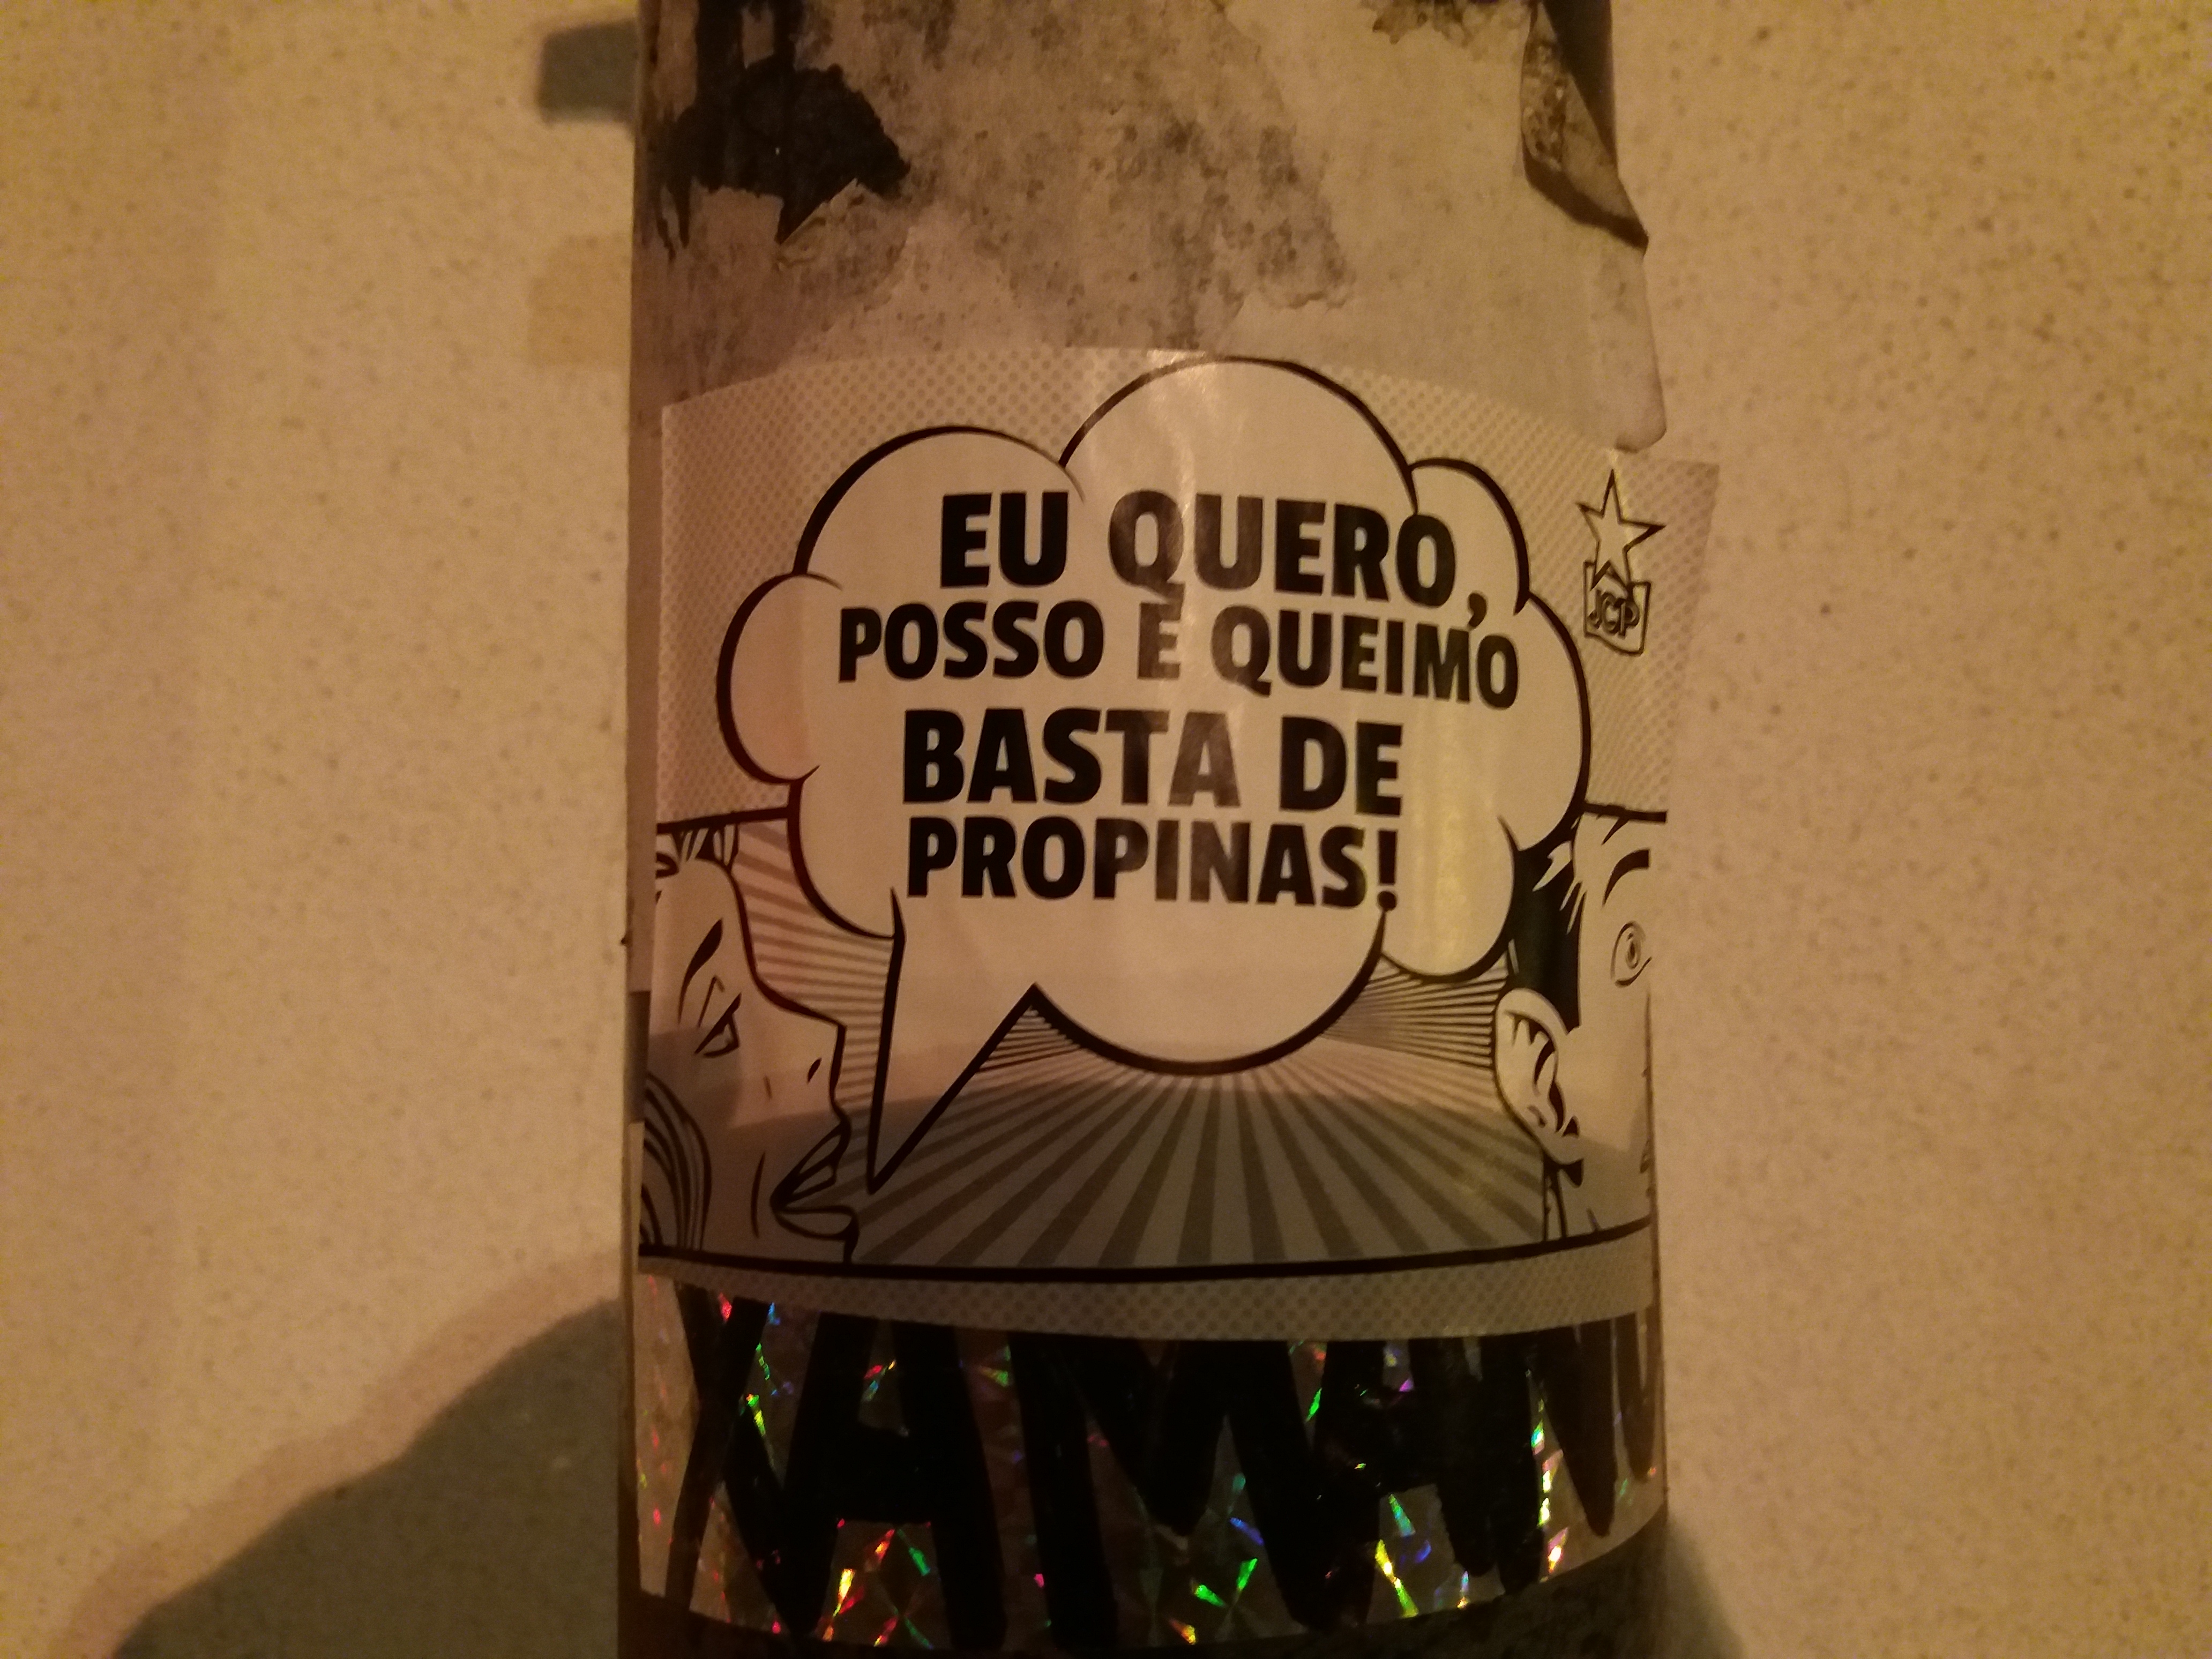 EU QUERO,
POSSO E QUEIMO
BASTA DE
PROPINAS!
JCP